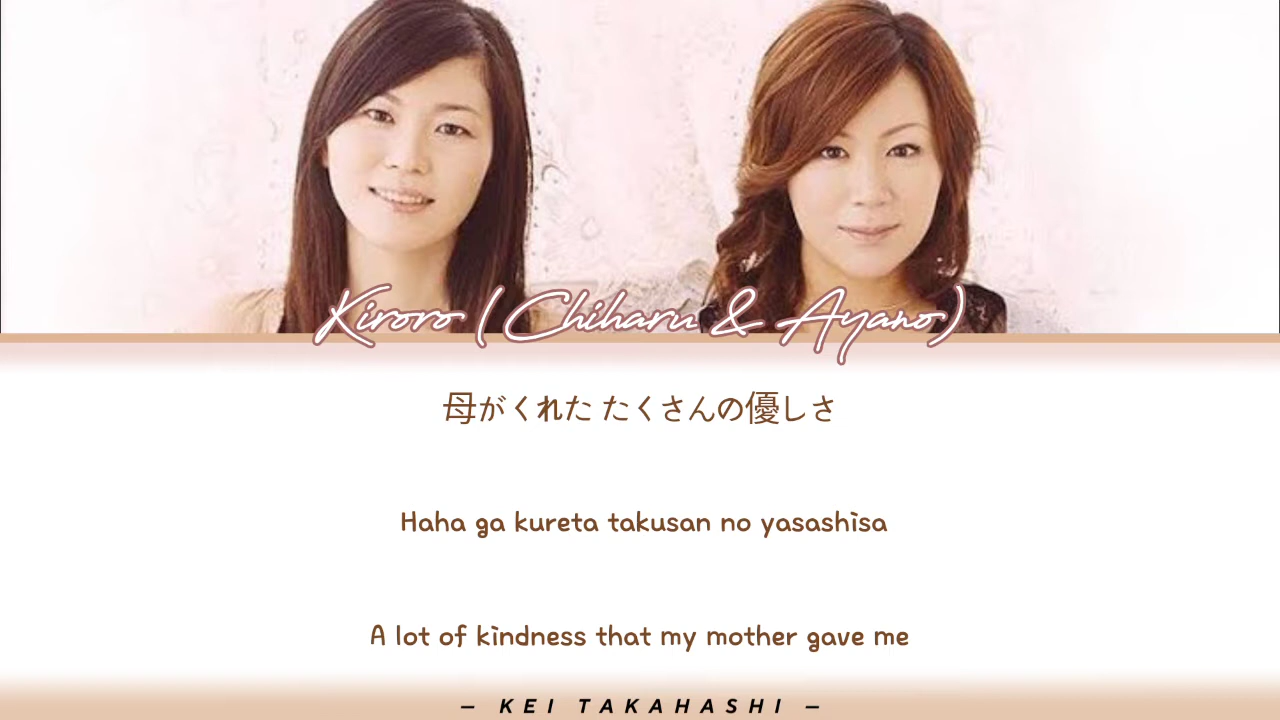 Kiroro (Chiharu & Ayano)
母がくれた たくさんの優しさ
Haha ga kureta takusan no yasashisa
A lot of kindness that my mother gave me
– KEI TAKAHASHI –